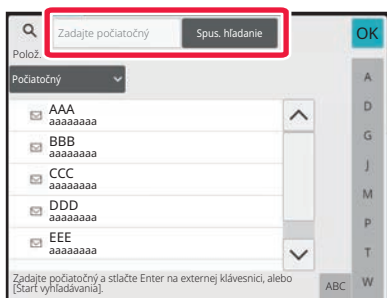 Zadajte počiatočný
Spus. hľadanie
OK
Polož.
Počiatočný
AAA
aaaaaaaa
BBB
aaaaaaaa
CCC
aaaaaaaa
DDD
aaaaaaaa
EEE
aaaaaaaa
A
D
G
J
M
P
T
W
ABC
Zadajte počiatočný a stlačte Enter na externej klávesnici, alebo
[Štart vyhľadávania].